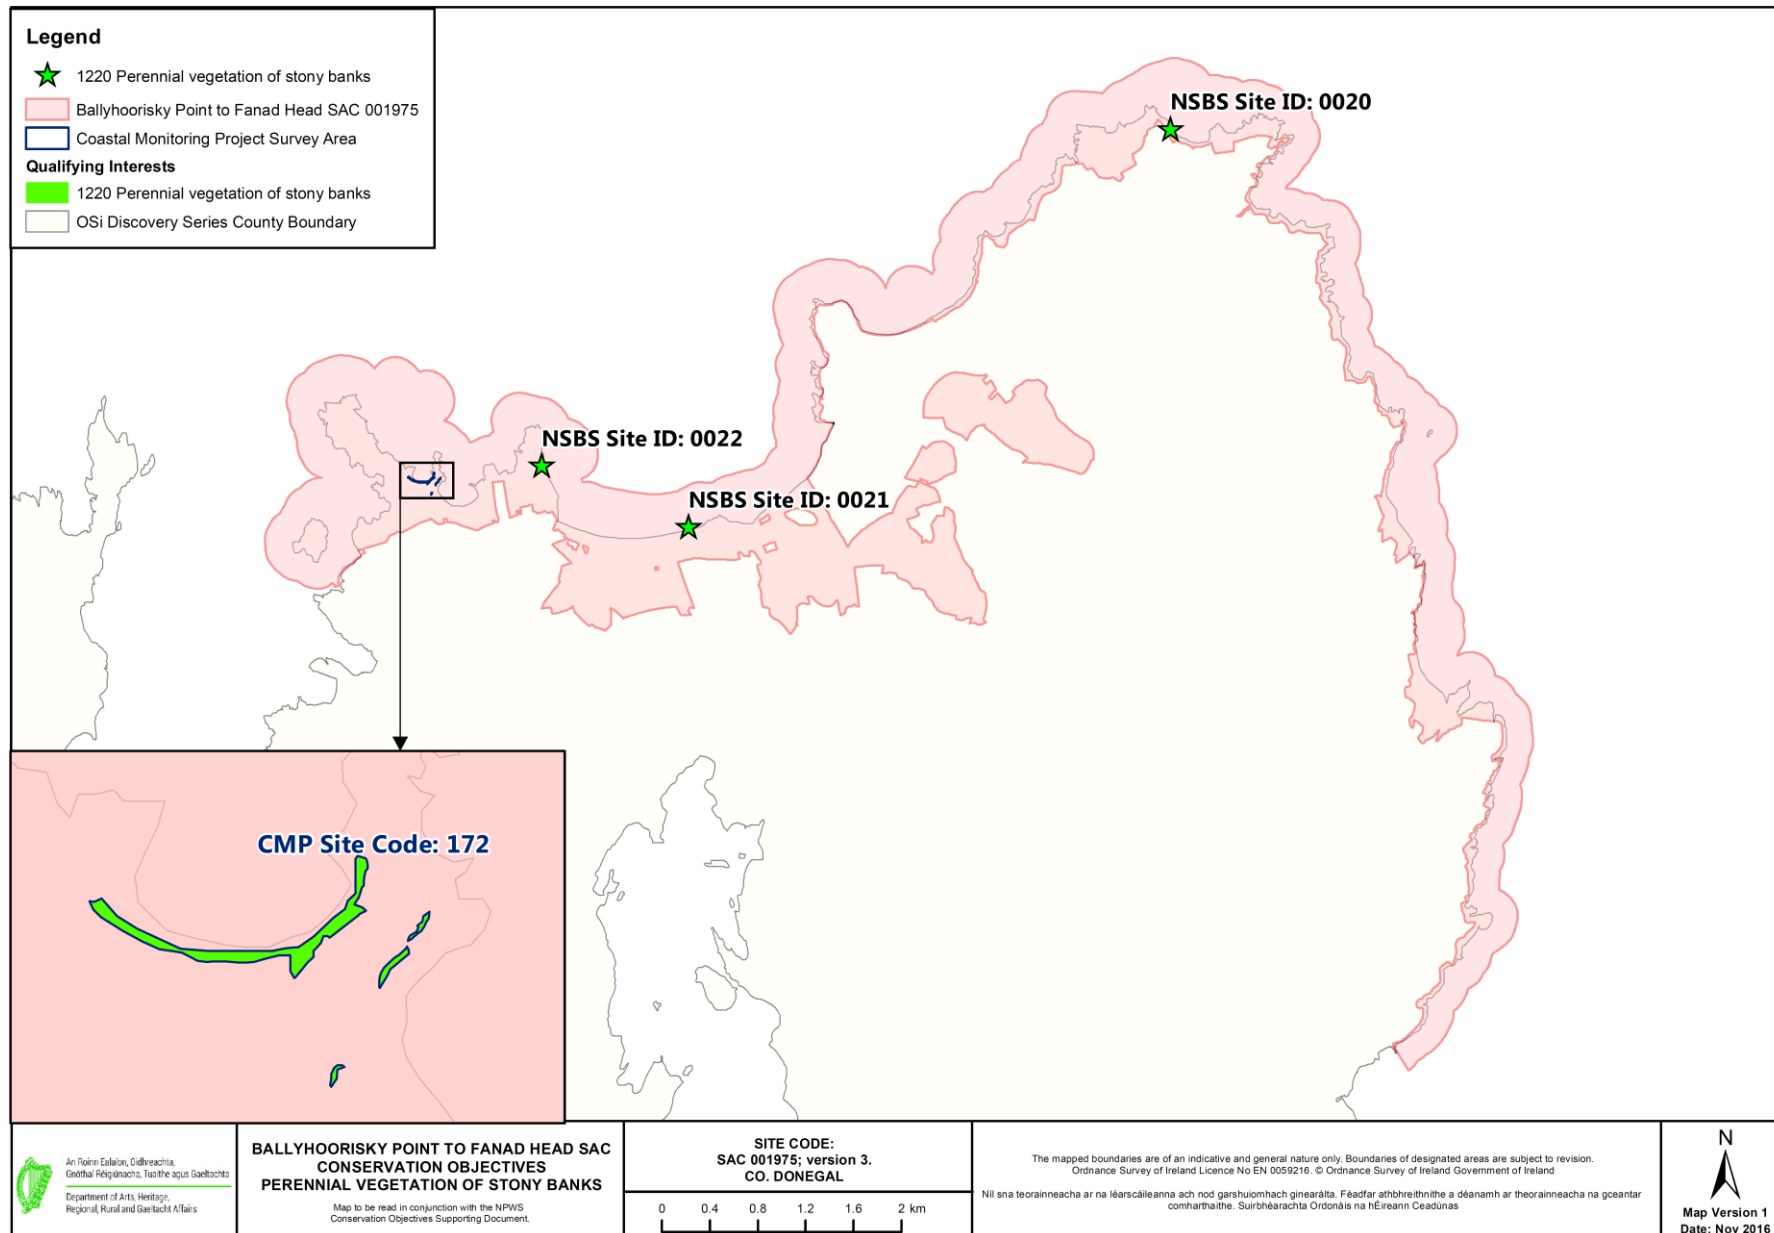 Legend
1220 Perennial vegetation of stony banks
Ballyhoorisky Point to Fanad Head SAC 001975
Coastal Monitoring Project Survey Area
Qualifying Interests
1220 Perennial vegetation of stony banks
OSi Discovery Series County Boundary
NSBS Site ID: 0020
NSBS Site ID: 0022
NSBS Site ID: 0021
CMP Site Code: 172
An Roinn Ealaíon, Oidhreachta,
Gnóthaí Réigiúnacha, Tuaithe agus Gaeltachta
Department of Arts, Heritage,
Regional, Rural and Gaeltacht Affairs
BALLYHOORISKY POINT TO FANAD HEAD SAC
CONSERVATION OBJECTIVES
PERENNIAL VEGETATION OF STONY BANKS
Map to be read in conjunction with the NPWS
Conservation Objectives Supporting Document.
SITE CODE:
SAC 001975; version 3.
CO. DONEGAL
0 0.4 0.8 1.2 1.6 2 km
The mapped boundaries are of an indicative and general nature only. Boundaries of designated areas are subject to revision.
Ordnance Survey of Ireland Licence No EN 0059216. © Ordnance Survey of Ireland Government of Ireland
Níl sna teorainneacha ar na léarscáileanna ach nod garshuiomhach ginearálta. Féadfar athbhreithnithe a déanamh ar theorainneacha na gceantar
comharthaithe. Suirbhéarachta Ordonáis na hÉireann Ceadúnas
N
Map Version 1
Date: Nov 2016